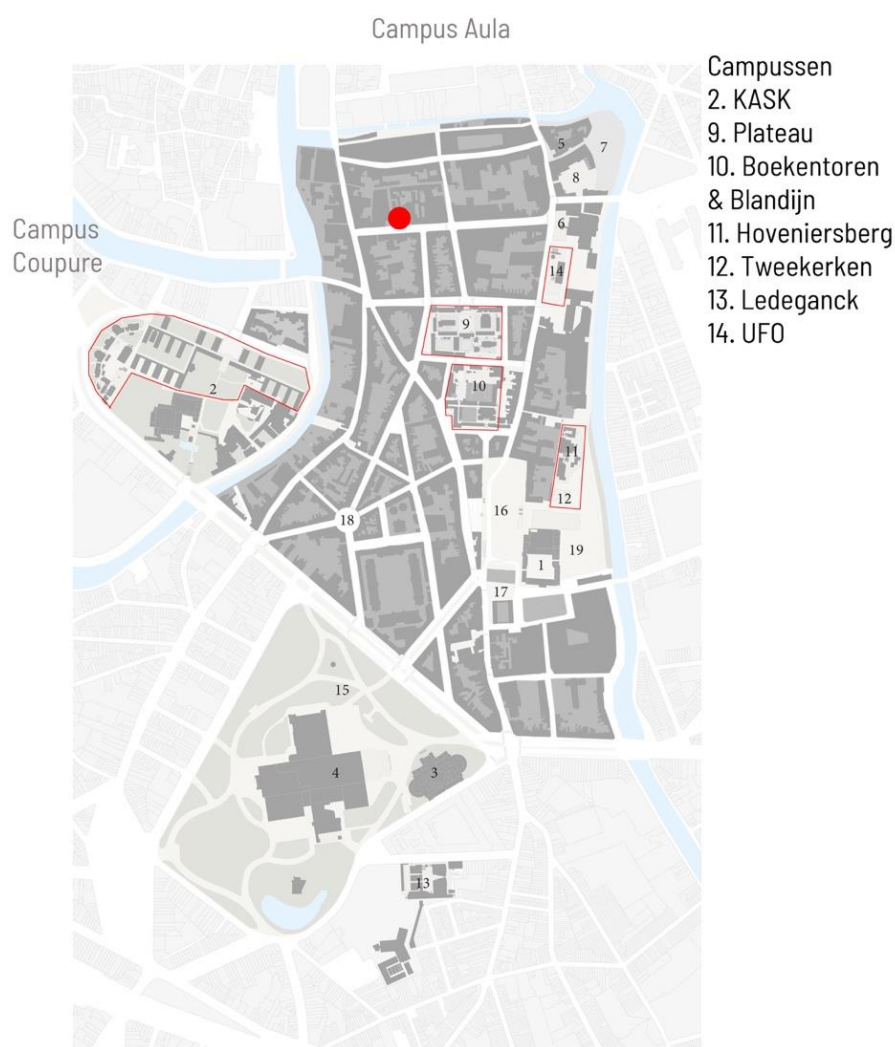 Campus Aula
Campussen
2. KASK
9. Plateau
10. Boekentoren
& Blandijn
11. Hoveniersberg
12. Tweekerken
13. Ledeganck
14. UFO
Campus
Coupure
5
7
8
6
14
9
2
10
11
12
16
18
19
1
17
15
4
3
13